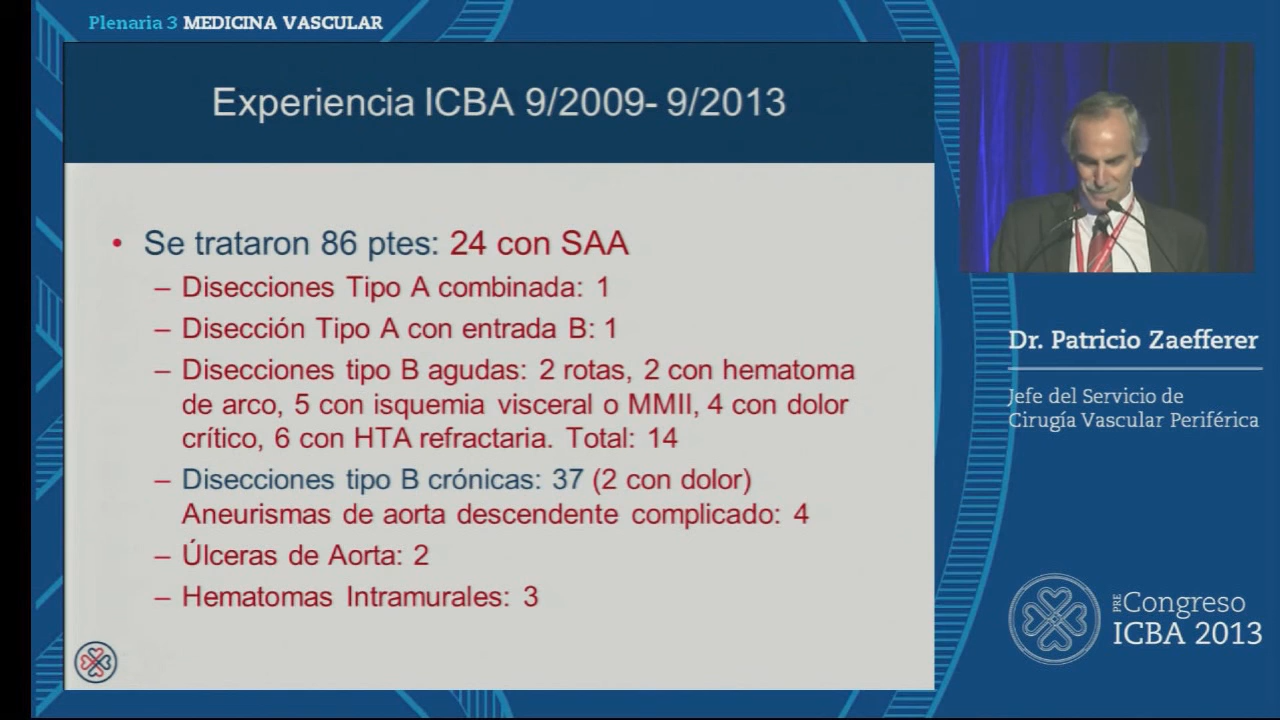 Plenaria 3 MEDICINA VASCULAR
Experiencia ICBA 9/2009- 9/2013
• Se trataron 86 ptes: 24 con SAA
– Disecciones Tipo A combinada: 1
– Disección Tipo A con entrada B: 1
– Disecciones tipo B agudas: 2 rotas, 2 con hematoma
de arco, 5 con isquemia visceral o MMII, 4 con dolor
crítico, 6 con HTA refractaria. Total: 14
– Disecciones tipo B crónicas: 37 (2 con dolor)
Aneurismas de aorta descendente complicado: 4
– Úlceras de Aorta: 2
– Hematomas Intramurales: 3
Dr. Patricio Zaefferer
Jefe del Servicio de
Cirugía Vascular Periférica
PRE Congreso
ICBA 2013